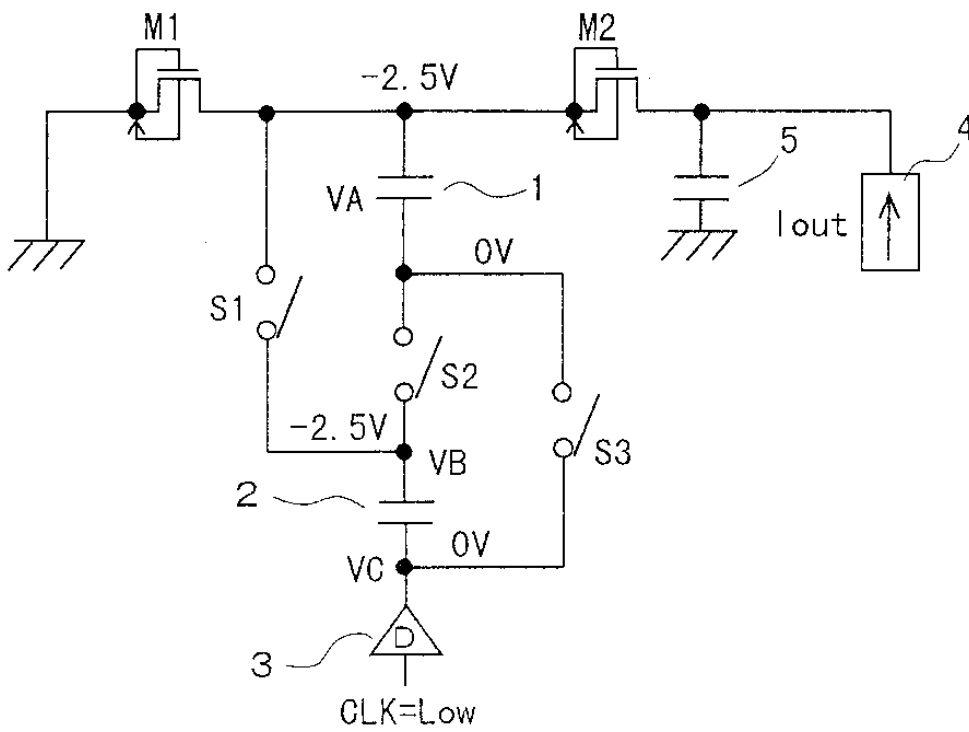 M1
M2
-2.5V
4
5
VA
1
Iout
0V
S1
S2
-2.5V
VB
S3
2
0V
VC
3
D
CLK=Low